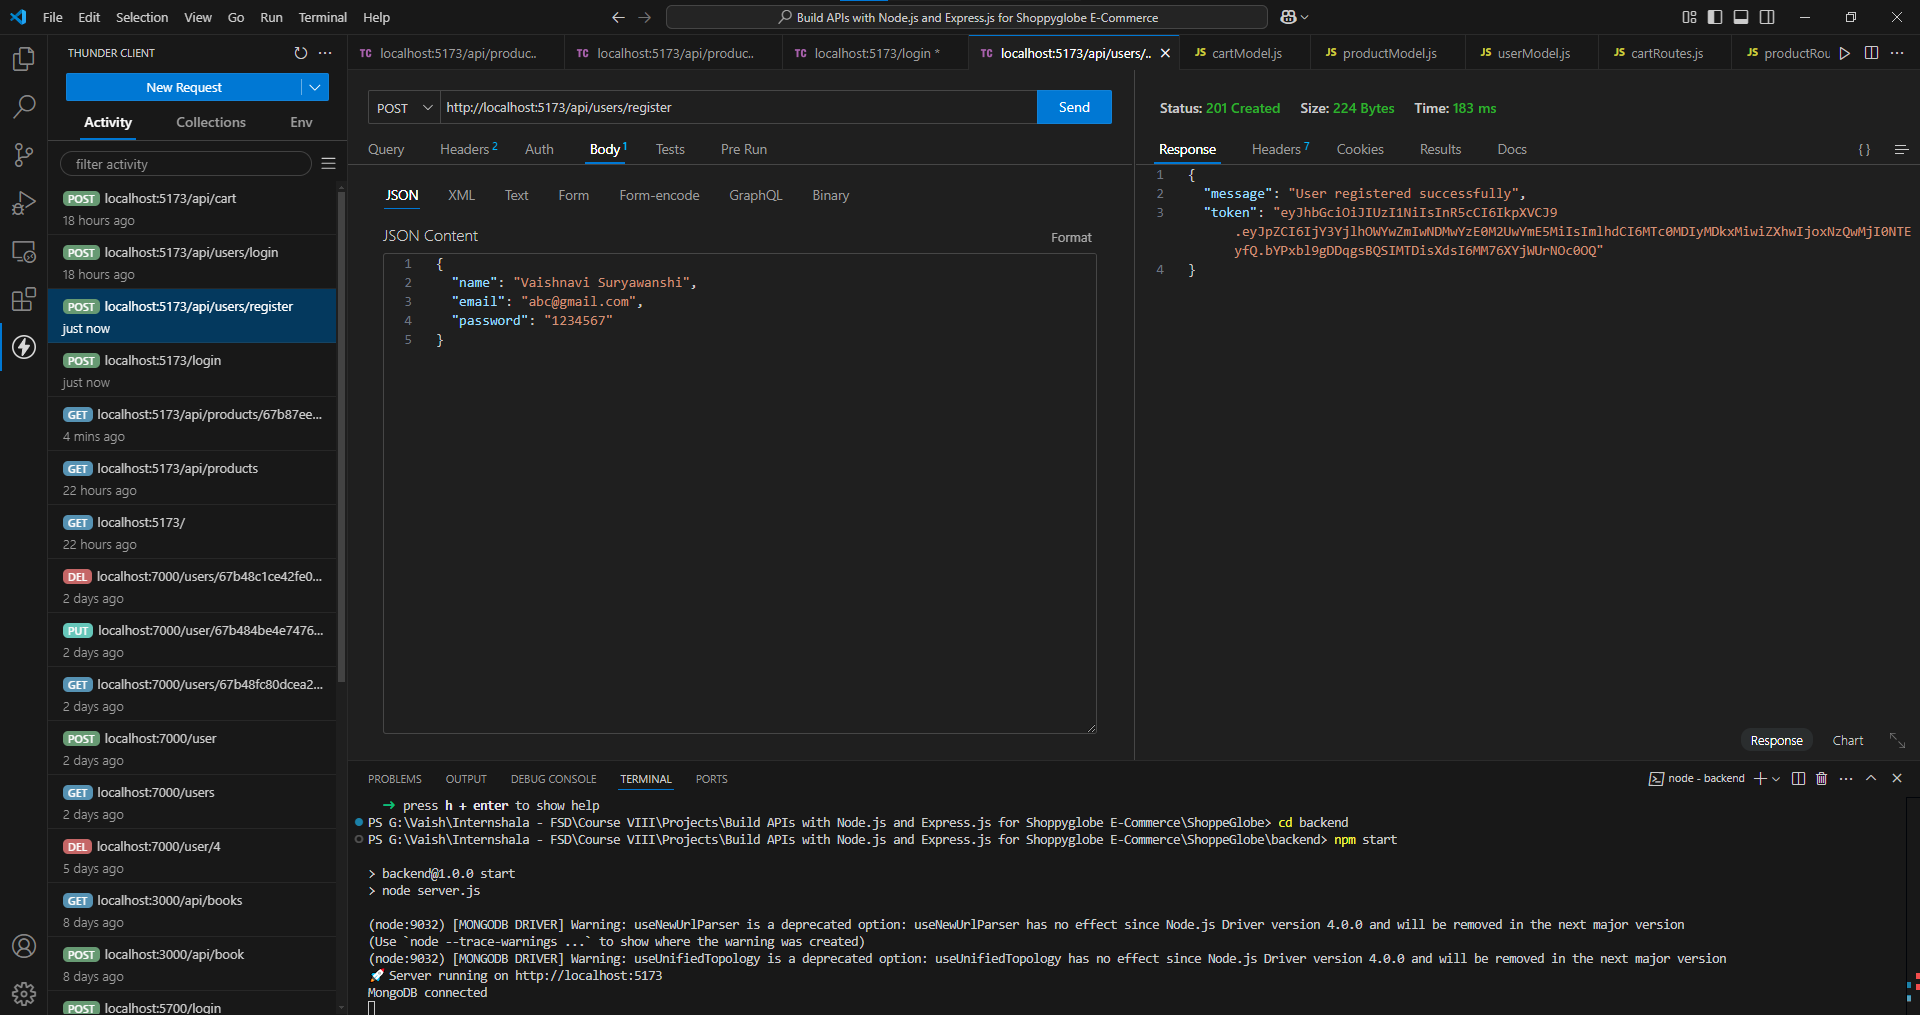 File Edit Selection View Go Run Terminal Help
Build APIs with Node.js and Express.js for Shoppyglobe E-Commerce
THUNDER CLIENT
New Request
Activity Collections Env
filter activity
POST localhost:5173/api/cart
18 hours ago
POST localhost:5173/api/users/login
18 hours ago
POST localhost:5173/api/users/register
just now
POST localhost:5173/login
just now
GET localhost:5173/api/products/67b87ee...
4 mins ago
GET localhost:5173/api/products
22 hours ago
GET localhost:5173/
22 hours ago
DEL localhost:7000/users/67b48c1ce42fe0...
2 days ago
PUT localhost:7000/user/67b484be4e7476...
2 days ago
GET localhost:7000/users/67b48fc80dcea2...
2 days ago
POST localhost:7000/user
2 days ago
GET localhost:7000/users
2 days ago
DEL localhost:7000/user/4
5 days ago
GET localhost:3000/api/books
8 days ago
POST localhost:3000/api/book
8 days ago
POST localhost:5700/login
TC localhost:5173/api/produc.. TC localhost:5173/api/produc.. TC localhost:5173/login * TC localhost:5173/api/users/.. JS cartModel.js JS productModel.js JS userModel.js JS cartRoutes.js JS productRou
POST http://localhost:5173/api/users/register Send
Query Headers 2 Auth Body 1 Tests Pre Run
JSON XML Text Form Form-encode GraphQL Binary
JSON Content Format
1 {
2 "name": "Vaishnavi Suryawanshi",
3 "email": "abc@gmail.com",
4 "password": "1234567"
5 }
Status: 201 Created Size: 224 Bytes Time: 183 ms
Response Headers 7 Cookies Results Docs { }
1 {
2 "message": "User registered successfully",
3 "token": "eyJhbGciOiJIUzI1NiIsInR5cCI6IkpXVCJ9
.eyJpZCI6IjY3YjlhOWYwZmIwNDMwYzE0M2UwYmE5MiIsImlhdCI6MTc0MDIyMDkxMiwiZXhwIjoxNzQwMjI0NTE
yfQ.bYPxbl9gDDqgsBQSIMTDisXdsI6MM76XYjWUrNOc0OQ"
4 }
Response Chart
PROBLEMS OUTPUT DEBUG CONSOLE TERMINAL PORTS
node - backend
➜ press h + enter to show help
PS G:\Vaish\Internshala - FSD\Course VIII\Projects\Build APIs with Node.js and Express.js for Shoppyglobe E-Commerce\ShoppeGlobe> cd backend
PS G:\Vaish\Internshala - FSD\Course VIII\Projects\Build APIs with Node.js and Express.js for Shoppyglobe E-Commerce\ShoppeGlobe\backend> npm start
> backend@1.0.0 start
> node server.js
(node:9032) [MONGODB DRIVER] Warning: useNewUrlParser is a deprecated option: useNewUrlParser has no effect since Node.js Driver version 4.0.0 and will be removed in the next major version
(Use `node --trace-warnings ...` to show where the warning was created)
(node:9032) [MONGODB DRIVER] Warning: useUnifiedTopology is a deprecated option: useUnifiedTopology has no effect since Node.js Driver version 4.0.0 and will be removed in the next major version
🚀 Server running on http://localhost:5173
MongoDB connected